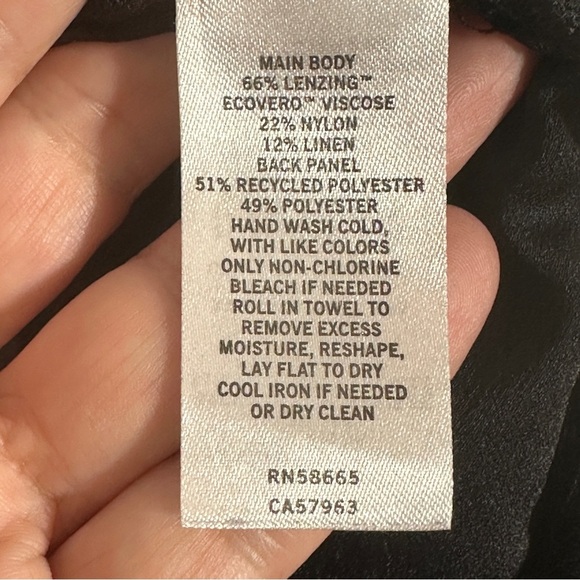 MAIN BODY
66% LENZING™
ECOVERO™ VISCOSE
22% NYLON
12% LINEN
BACK PANEL
51% RECYCLED POLYESTER
49% POLYESTER
HAND WASH COLD,
WITH LIKE COLORS
ONLY NON-CHLORINE
BLEACH IF NEEDED
ROLL IN TOWEL TO
REMOVE EXCESS
MOISTURE, RESHAPE,
LAY FLAT TO DRY
COOL IRON IF NEEDED
OR DRY CLEAN
RN58665
CA57963